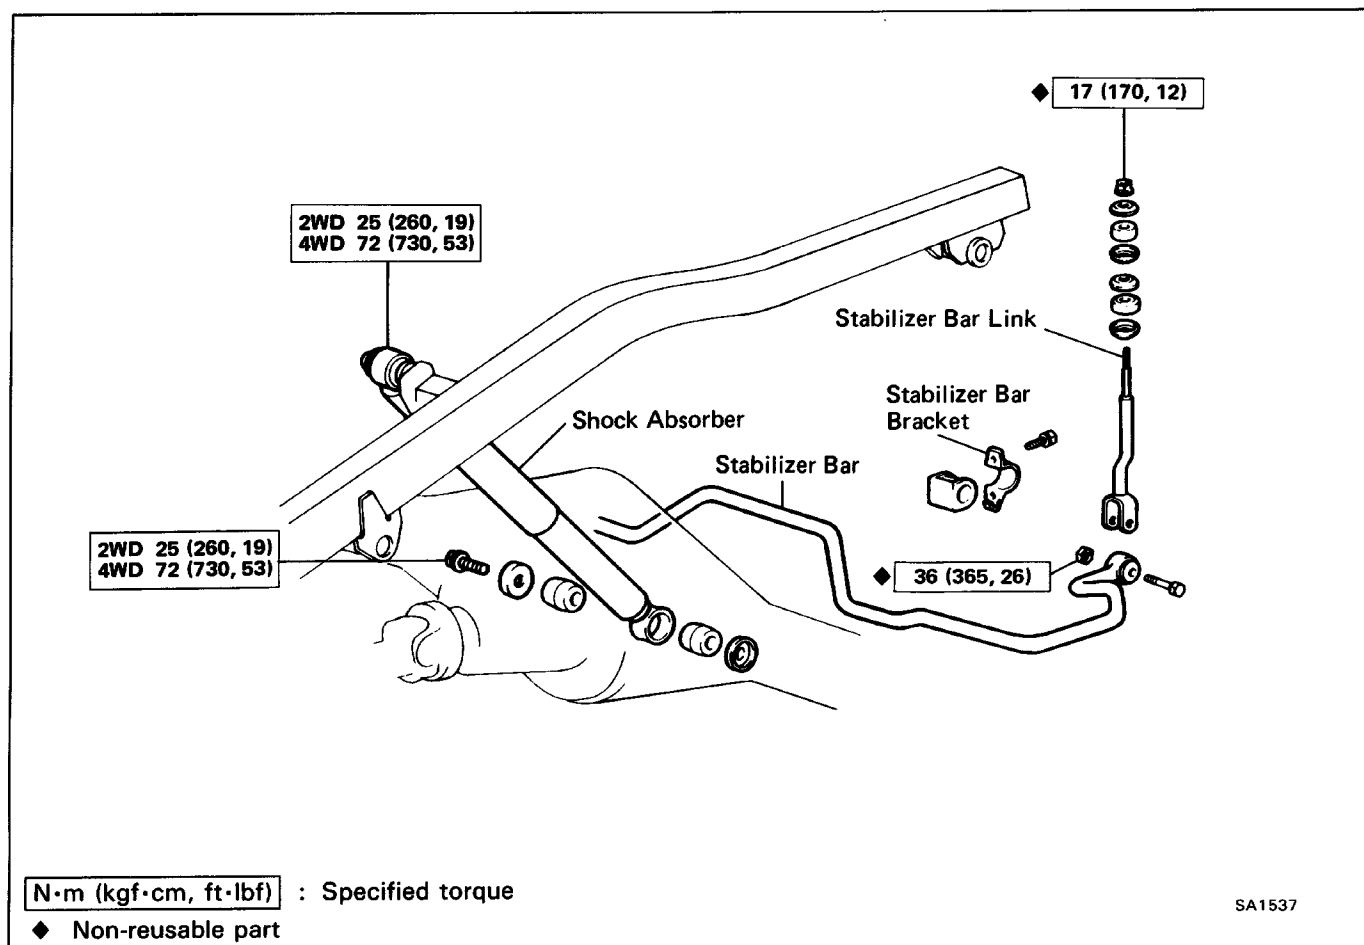 ◆ 17 (170, 12)
2WD 25 (260, 19)
4WD 72 (730, 53)
Stabilizer Bar Link
Stabilizer Bar
Bracket
Shock Absorber
Stabilizer Bar
2WD 25 (260, 19)
4WD 72 (730, 53)
◆ 36 (365, 26)
N·m (kgf·cm, ft·lbf) : Specified torque
◆ Non-reusable part
SA1537